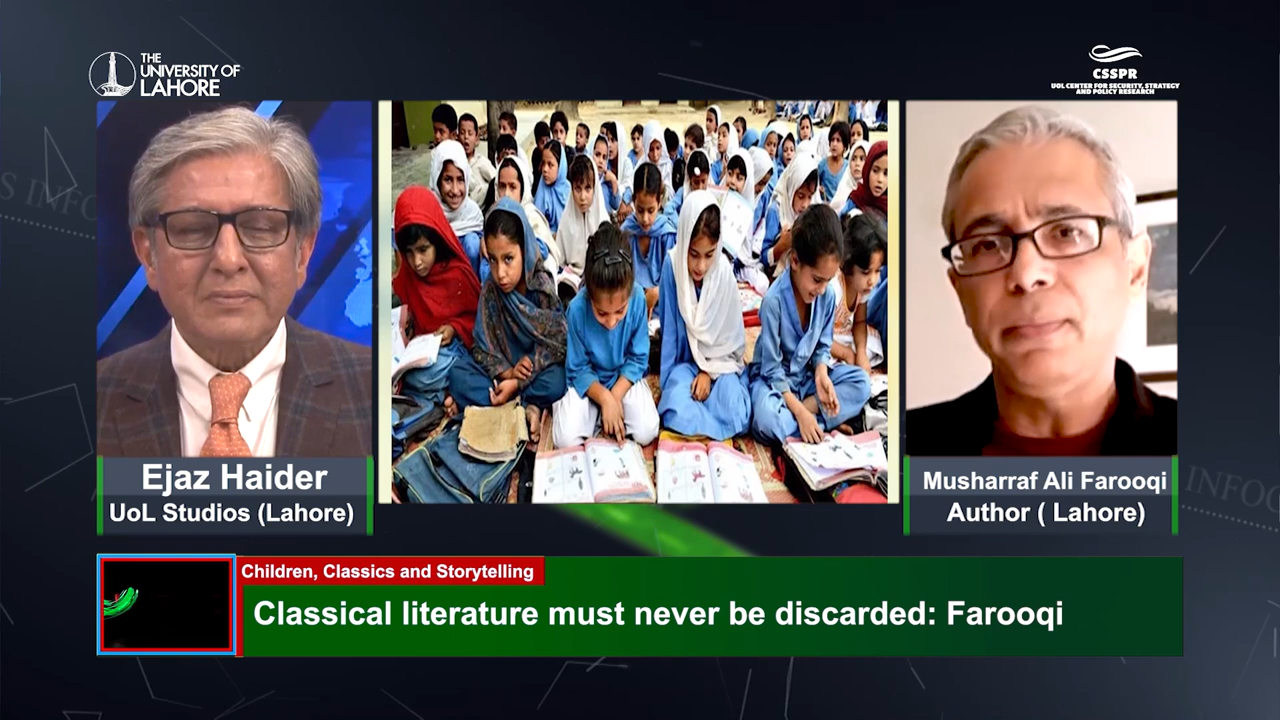 THE
UNIVERSITY OF
LAHORE
CSSPR
UOL CENTER FOR SECURITY, STRATEGY
AND POLICY RESEARCH
Ejaz Haider
UoL Studios (Lahore)
Musharraf Ali Farooqi
Author ( Lahore)
Children, Classics and Storytelling
Classical literature must never be discarded: Farooqi